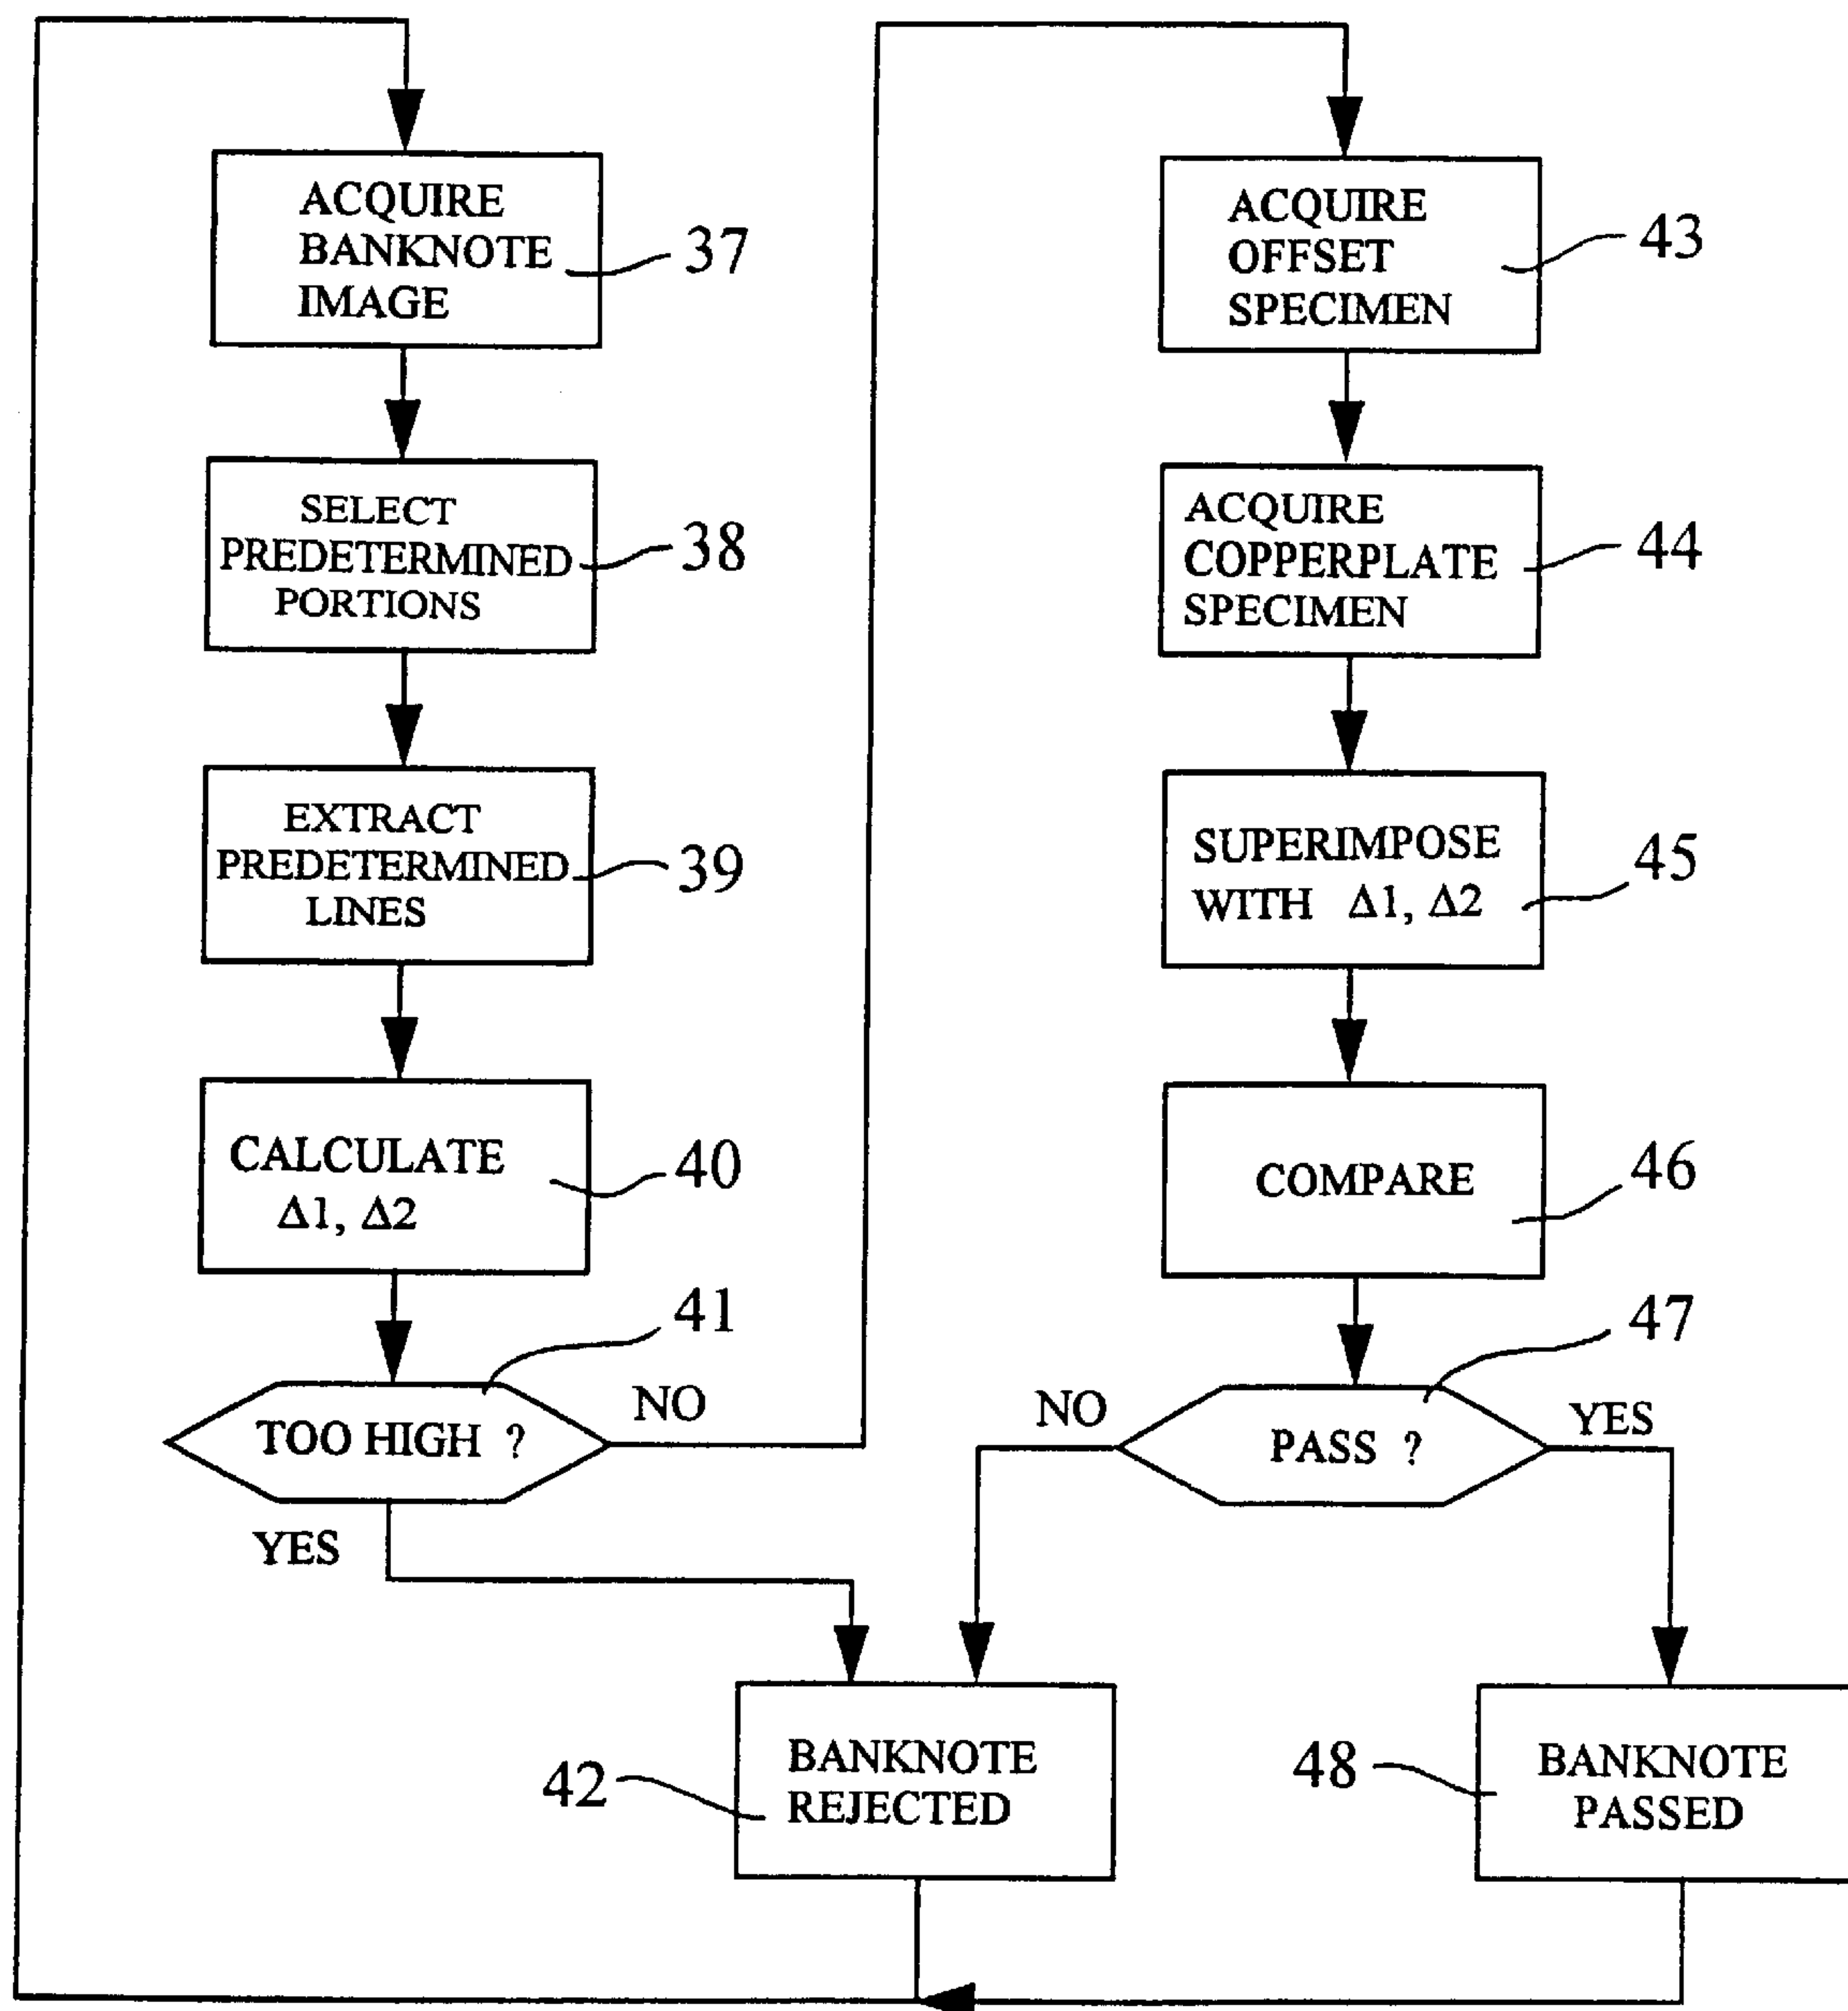 ACQUIRE
BANKNOTE
IMAGE
37
SELECT
PREDETERMINED
PORTIONS
38
EXTRACT
PREDETERMINED
LINES
39
CALCULATE
Δ1, Δ2
40
41
TOO HIGH ?
NO
YES
ACQUIRE
OFFSET
SPECIMEN
43
ACQUIRE
COPPERPLATE
SPECIMEN
44
SUPERIMPOSE
WITH Δ1, Δ2
45
COMPARE
46
47
NO
PASS ?
YES
42
BANKNOTE
REJECTED
48
BANKNOTE
PASSED